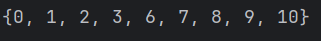 {0, 1, 2, 3, 6, 7, 8, 9, 10}